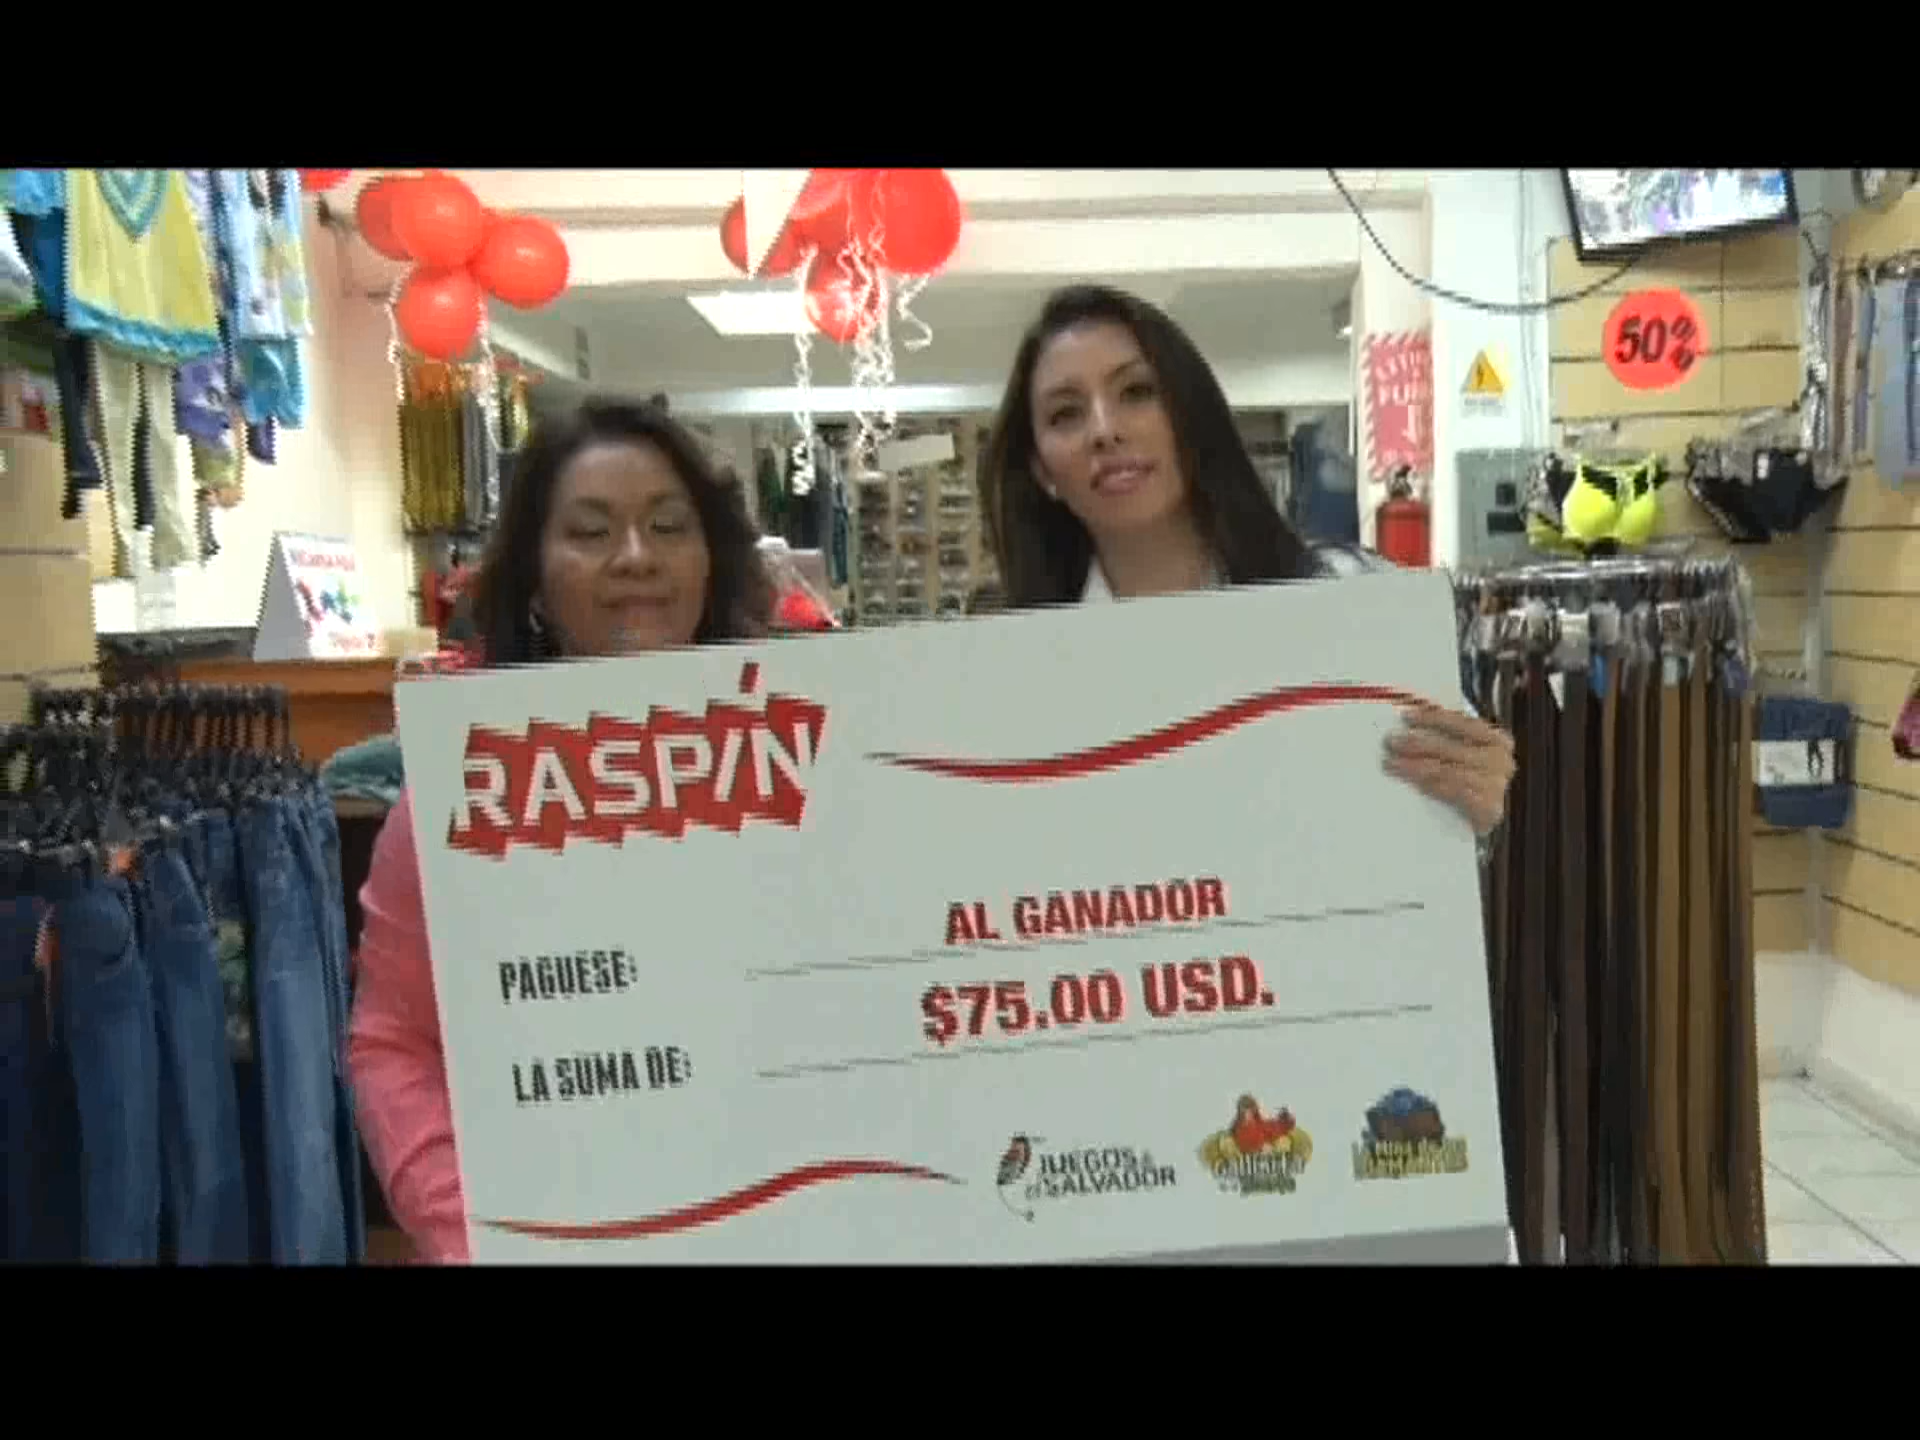 50%
RASPÍN
AL GANADOR
PAGUESE:
$75.00 USD.
LA SUMA DE:
JUEGOS
SALVADOR